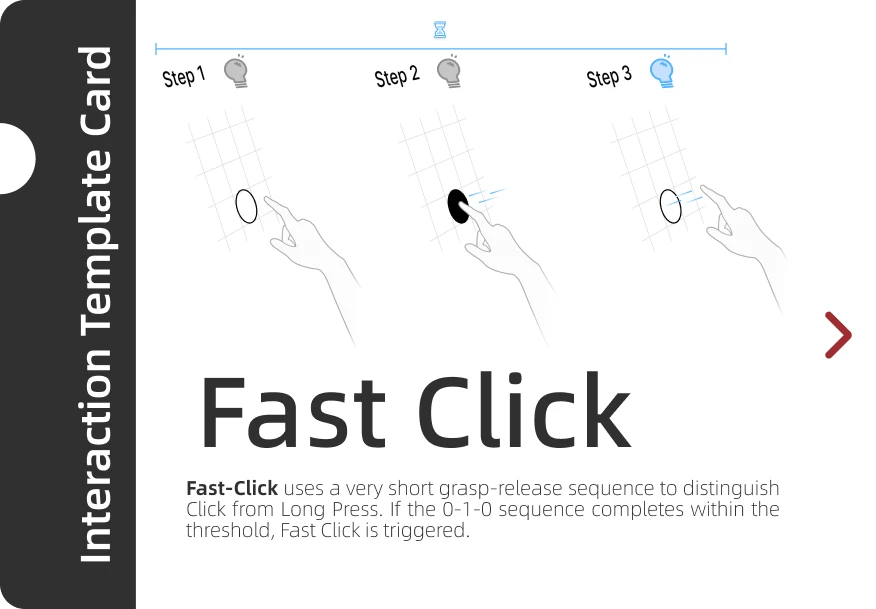 Interaction Template Card
Step 1
Step 2
Step 3
Fast Click
Fast-Click uses a very short grasp-release sequence to distinguish
Click from Long Press. If the 0-1-0 sequence completes within the
threshold, Fast Click is triggered.